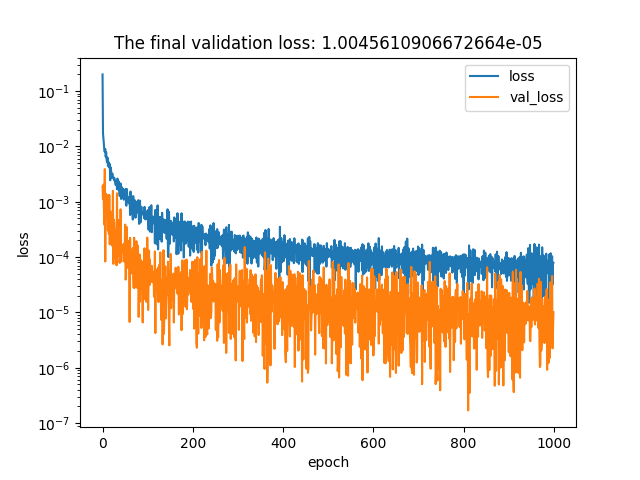 The final validation loss: 1.0045610906672664e-05
loss
val_loss
10⁻¹
10⁻²
10⁻³
10⁻⁴
10⁻⁵
10⁻⁶
10⁻⁷
loss
0 200 400 600 800 1000
epoch